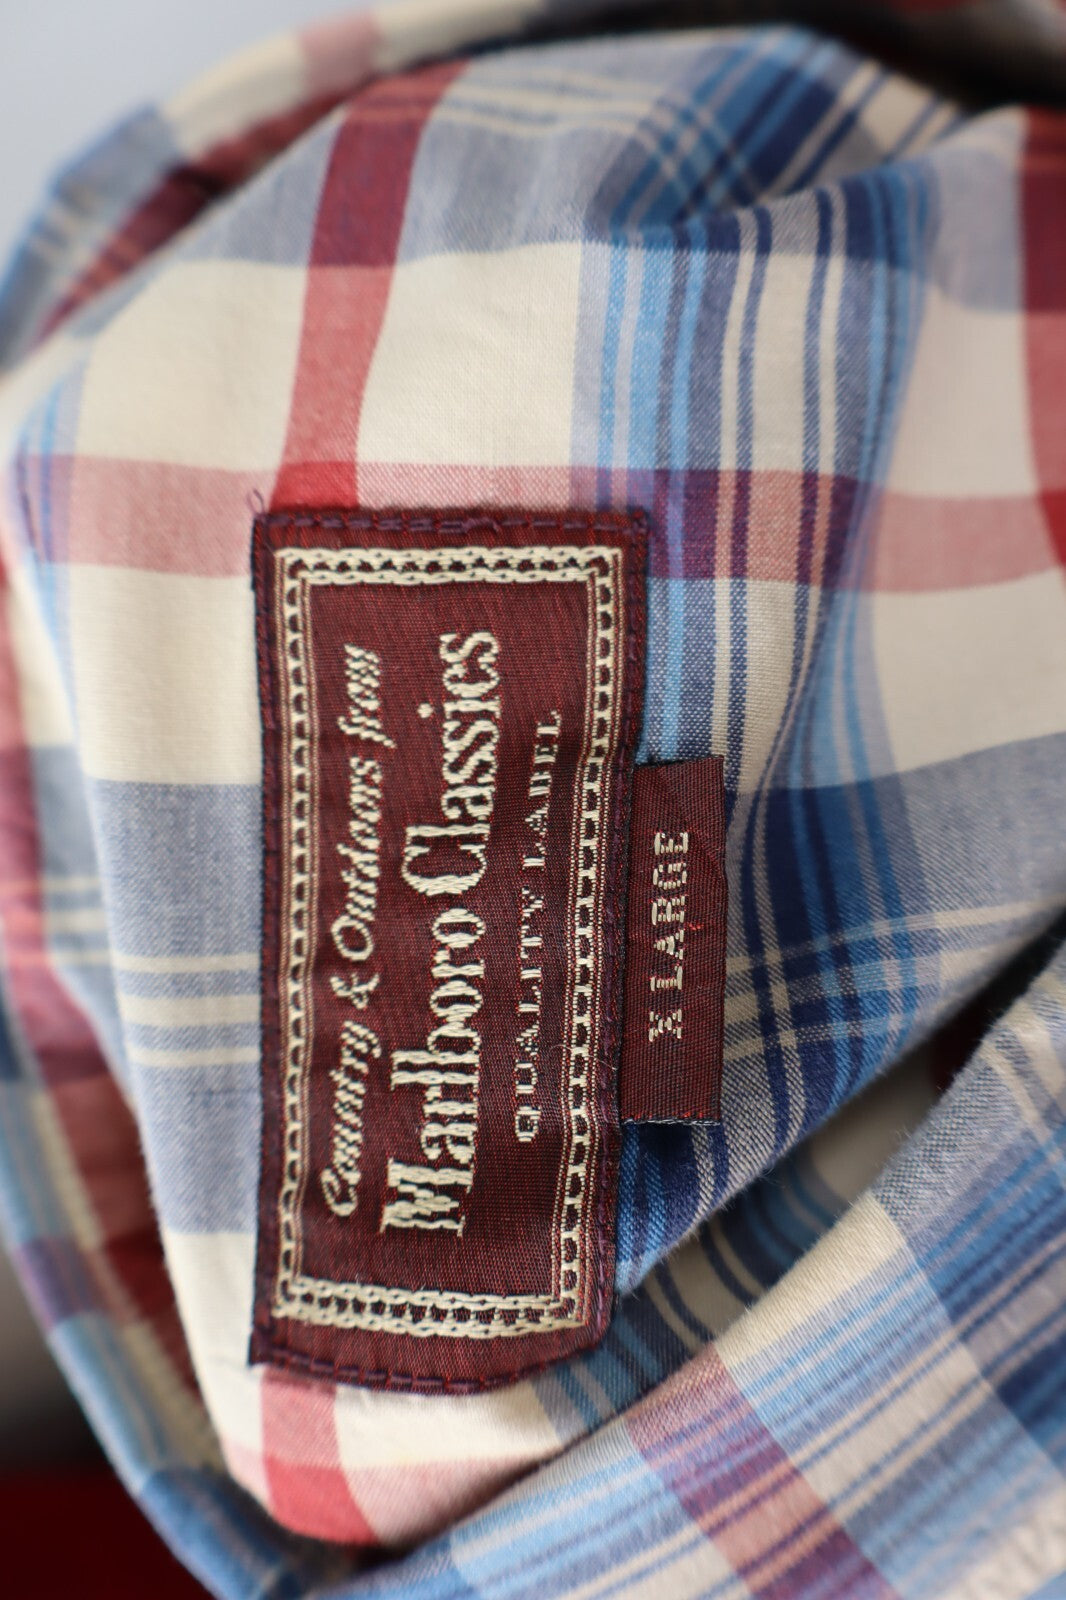 Country & Outdoors from
Marlboro Classics
QUALITY LABEL
X LARGE